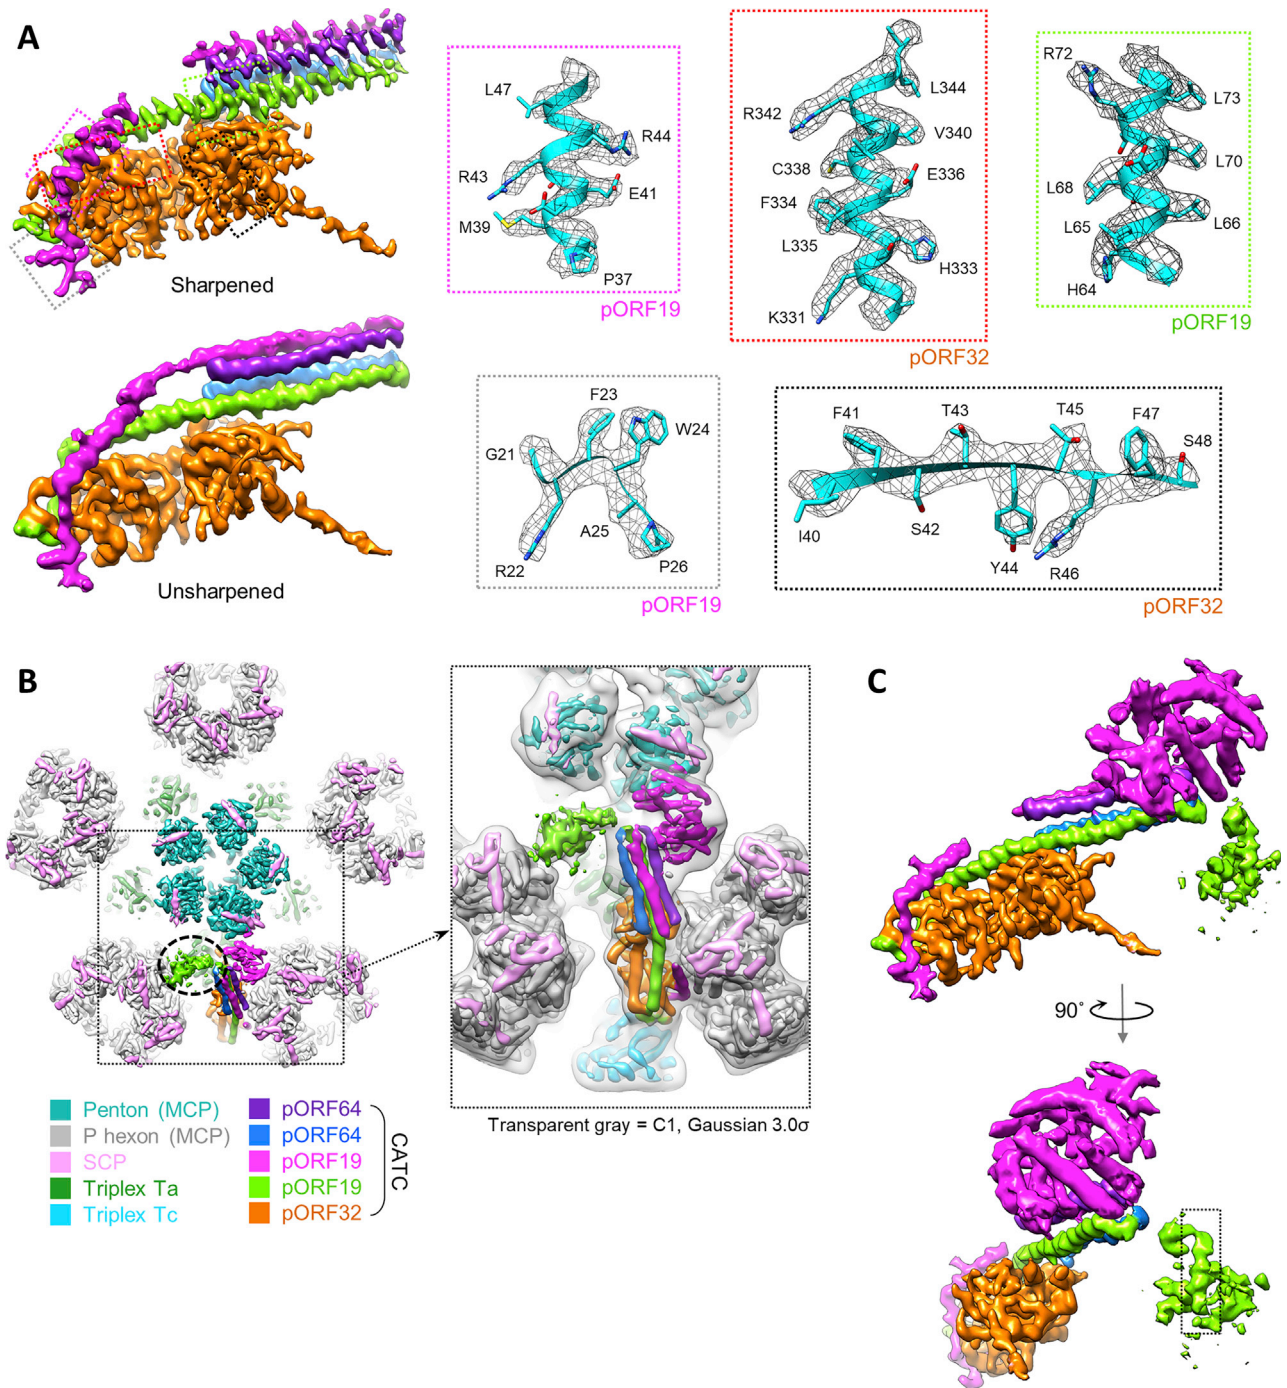 A
Sharpened
Unsharpened
L47
R44
R43
E41
M39
P37
pORF19
L344
R342
V340
C338
E336
F334
L335
H333
K331
pORF32
R72
L73
L70
L68
L65
L66
H64
pORF19
F23
W24
G21
A25
R22
P26
pORF19
F41
T43
T45
F47
S48
I40
S42
Y44
R46
pORF32
B
Transparent gray = C1, Gaussian 3.0σ
Penton (MCP)
P hexon (MCP)
SCP
Triplex Ta
Triplex Tc
pORF64
pORF64
pORF19
pORF19
pORF32
CATC
C
90°